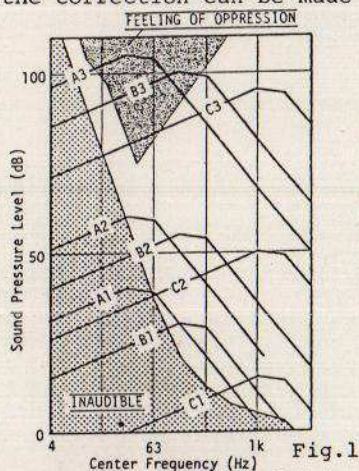 the correction can be made
FEELING OF OPPRESSION
100
A3
B3
C3
A2
B2
50
C2
A1
B1
INAUDIBLE
C1
0
4
63
1k
Sound Pressure Level (dB)
Center Frequency (Hz)
Fig.1